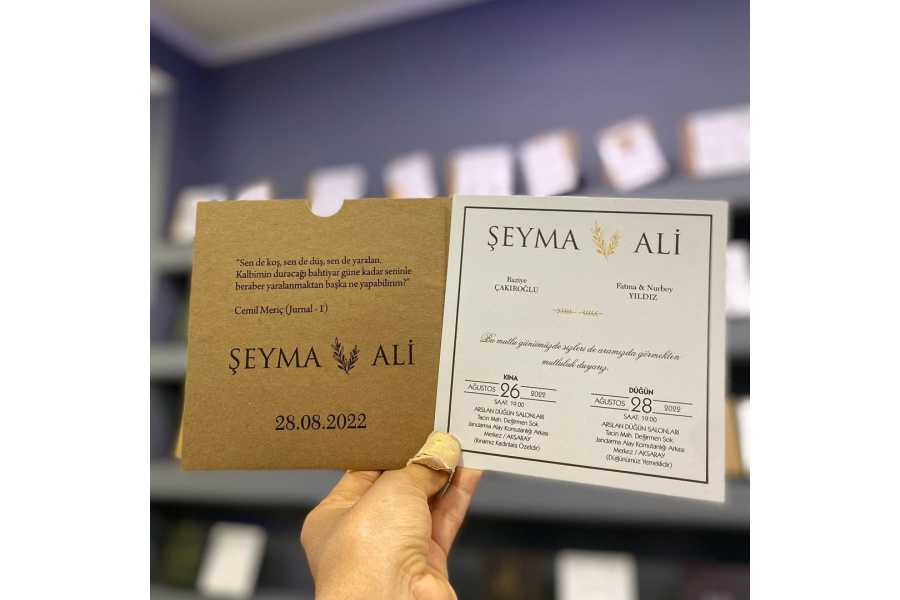 "Sen de koş, sen de düş, sen de yaralan.
Kalbimin duracağı bahtiyar güne kadar seninle
beraber yaralanmaktan başka ne yapabilirim?"
Cemil Meriç (Jurnal - 1)
ŞEYMA ALİ
28.08.2022
ŞEYMA ALİ
Raziye
ÇAKIROĞLU
Fatma & Nurbey
YILDIZ
Bu mutlu günümüzde sizleri de aramızda görmekten
mutluluk duyarız.
KINA
AĞUSTOS 26 2022
SAAT: 19.00
ARSLAN DÜĞÜN SALONLARI
Tacin Mah. Değirmen Sok.
Jandarma Alay Komutanlığı Arkası
Merkez / AKSARAY
(Kınamız Kadınlara Özeldir)
DÜĞÜN
AĞUSTOS 28 2022
SAAT: 19.00
ARSLAN DÜĞÜN SALONLARI
Tacin Mah. Değirmen Sok.
Jandarma Alay Komutanlığı Arkası
Merkez / AKSARAY
(Düğünümüz Yemeklidir)